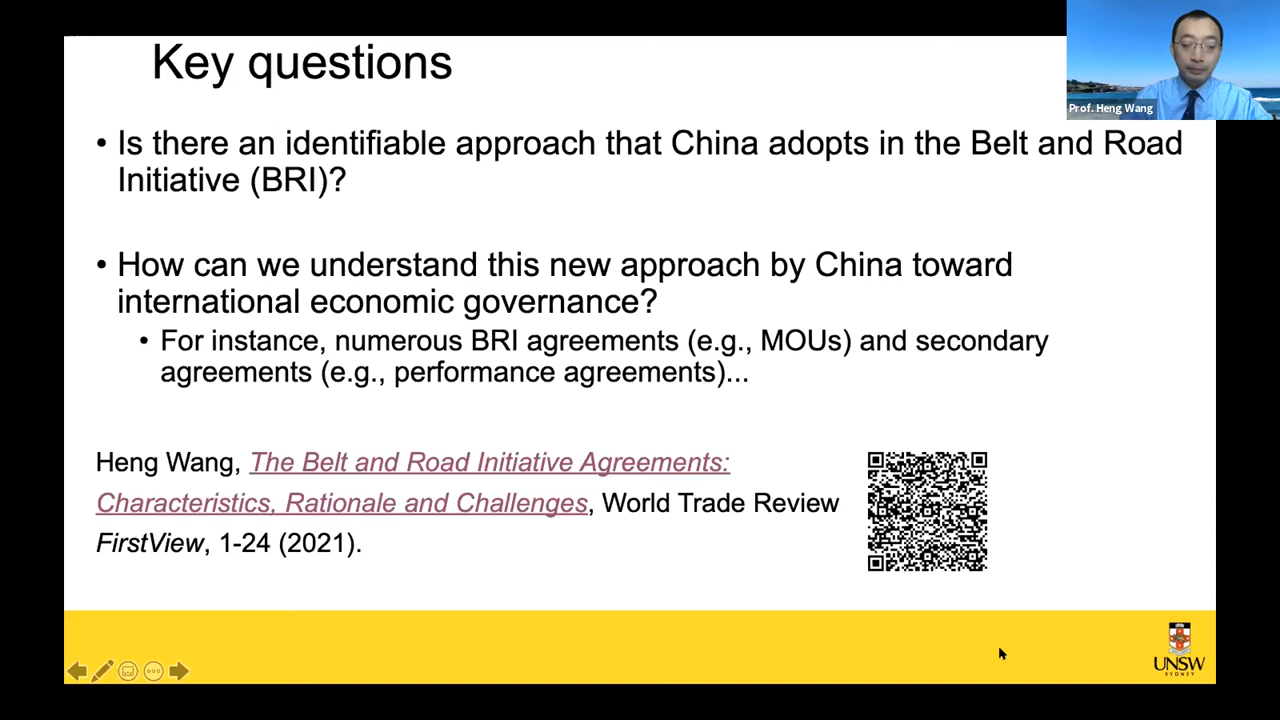 Key questions
Prof. Heng Wang
• Is there an identifiable approach that China adopts in the Belt and Road
Initiative (BRI)?
• How can we understand this new approach by China toward
international economic governance?
• For instance, numerous BRI agreements (e.g., MOUs) and secondary
agreements (e.g., performance agreements)...
Heng Wang, The Belt and Road Initiative Agreements:
Characteristics, Rationale and Challenges, World Trade Review
FirstView, 1-24 (2021).
UNSW
SYDNEY